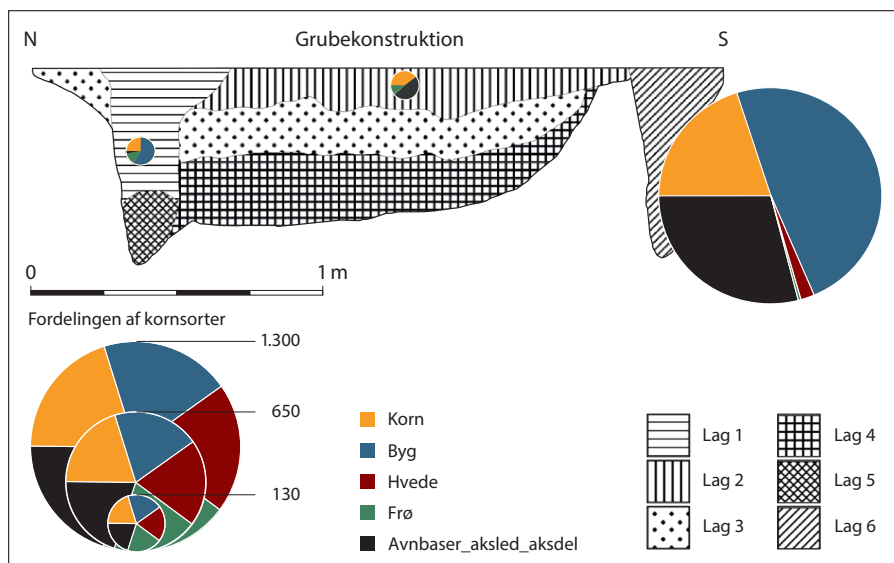 N
Grubekonstruktion
S
0
1 m
Fordelingen af kornsorter
1.300
650
130
Korn
Byg
Hvede
Frø
Avnbaser_aksled_aksdel
Lag 1
Lag 2
Lag 3
Lag 4
Lag 5
Lag 6